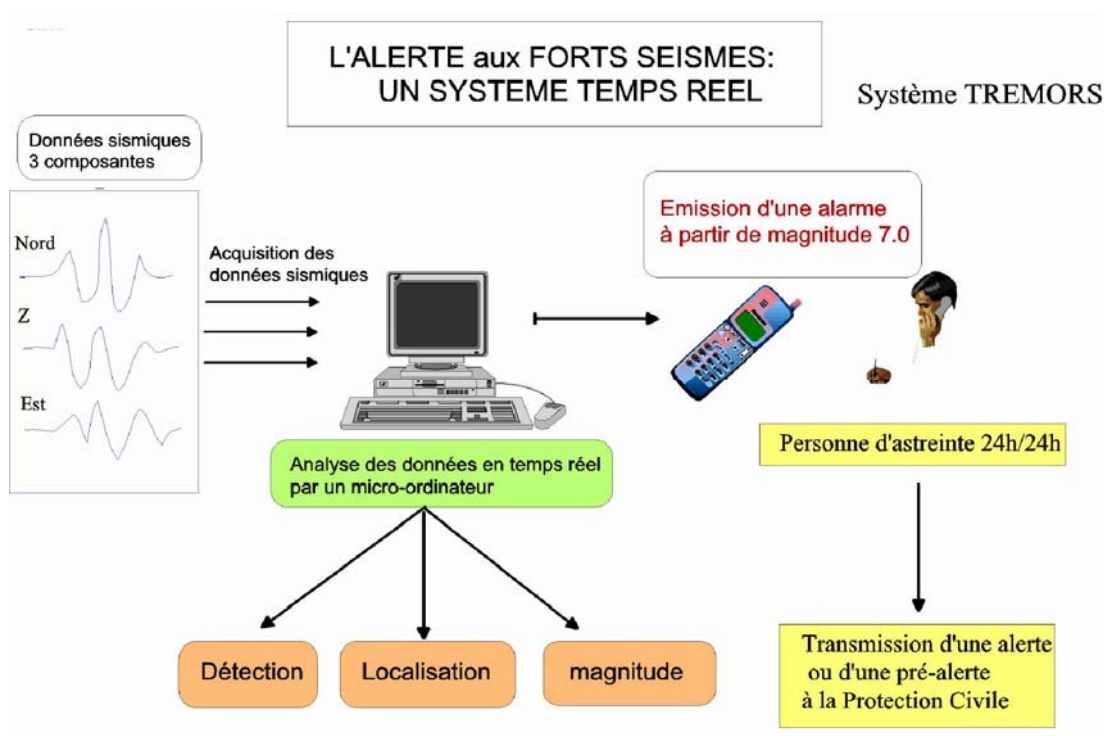 L'ALERTE aux FORTS SEISMES:
UN SYSTEME TEMPS REEL
Système TREMORS
Données sismiques
3 composantes
Nord
Z
Est
Acquisition des
données sismiques
Emission d'une alarme
à partir de magnitude 7.0
Personne d'astreinte 24h/24h
Analyse des données en temps réel
par un micro-ordinateur
Détection
Localisation
magnitude
Transmission d'une alerte
ou d'une pré-alerte
à la Protection Civile